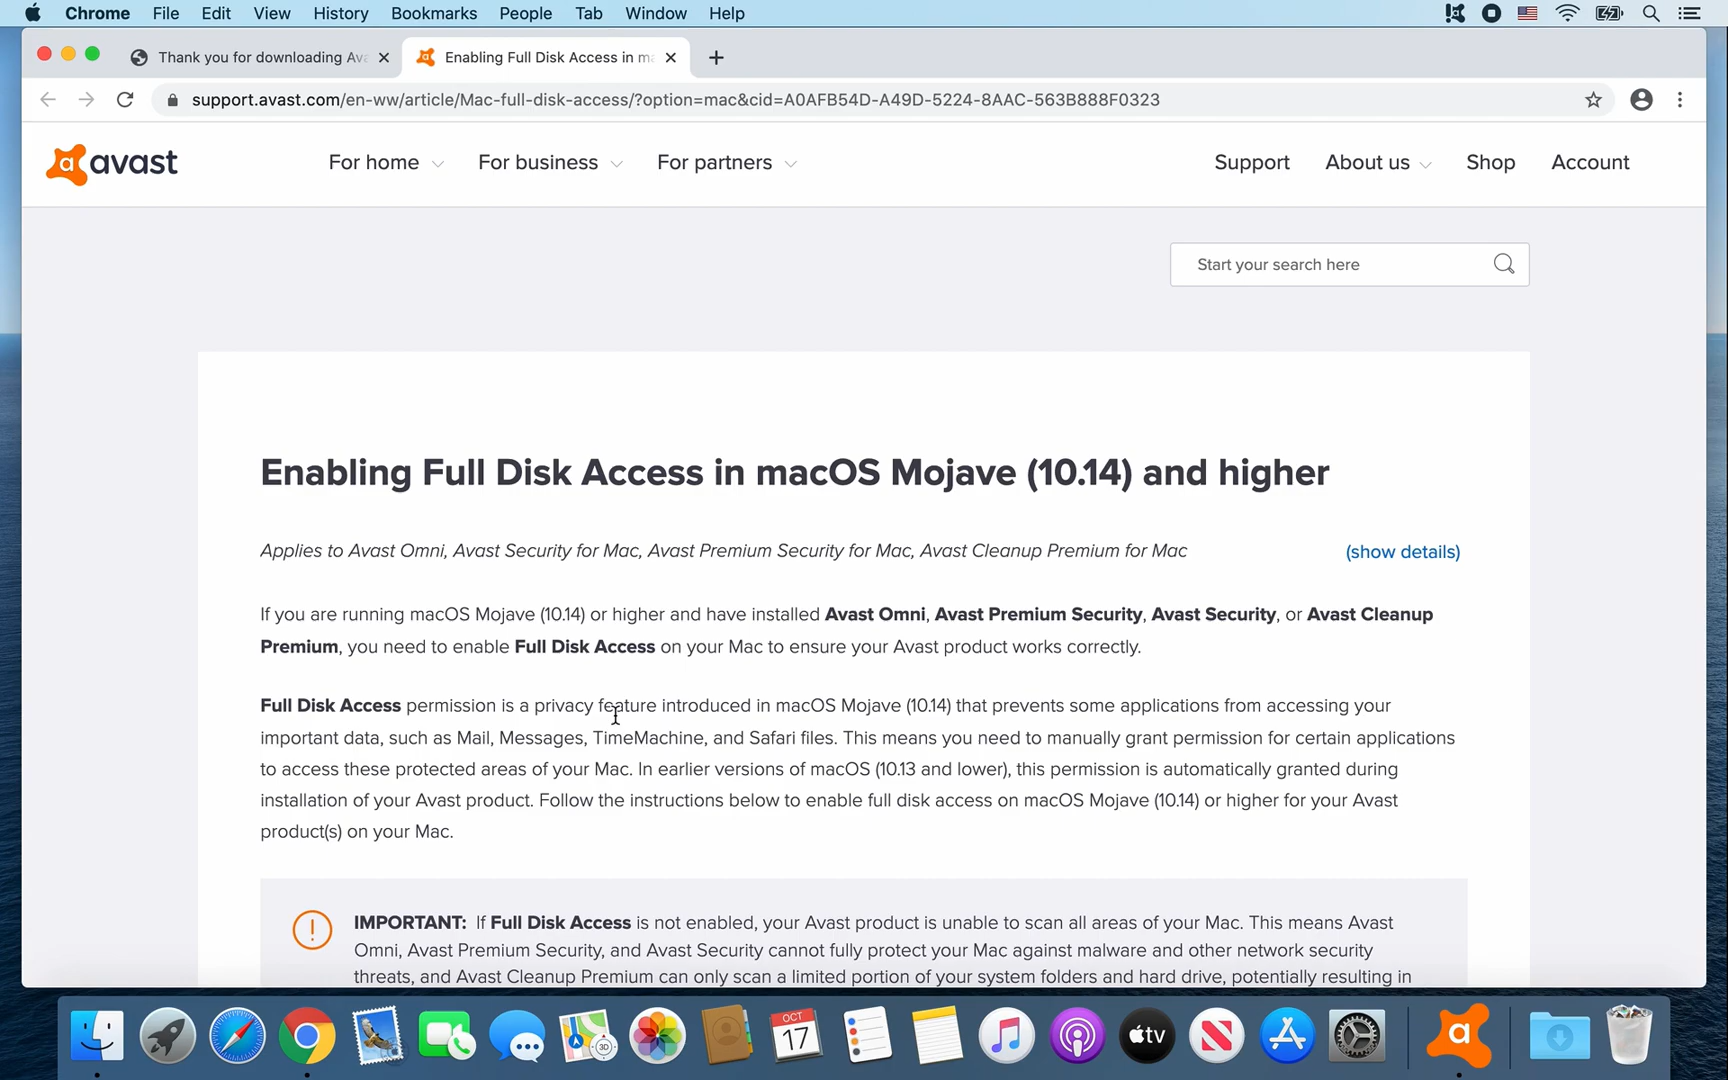 Chrome File Edit View History Bookmarks People Tab Window Help
Thank you for downloading Ava
Enabling Full Disk Access in ma
support.avast.com/en-ww/article/Mac-full-disk-access/?option=mac&cid=A0AFB54D-A49D-5224-8AAC-563B888F0323
avast For home For business For partners Support About us Shop Account
Start your search here
Enabling Full Disk Access in macOS Mojave (10.14) and higher
Applies to Avast Omni, Avast Security for Mac, Avast Premium Security for Mac, Avast Cleanup Premium for Mac (show details)
If you are running macOS Mojave (10.14) or higher and have installed Avast Omni, Avast Premium Security, Avast Security, or Avast Cleanup
Premium, you need to enable Full Disk Access on your Mac to ensure your Avast product works correctly.
Full Disk Access permission is a privacy feature introduced in macOS Mojave (10.14) that prevents some applications from accessing your
important data, such as Mail, Messages, TimeMachine, and Safari files. This means you need to manually grant permission for certain applications
to access these protected areas of your Mac. In earlier versions of macOS (10.13 and lower), this permission is automatically granted during
installation of your Avast product. Follow the instructions below to enable full disk access on macOS Mojave (10.14) or higher for your Avast
product(s) on your Mac.
IMPORTANT: If Full Disk Access is not enabled, your Avast product is unable to scan all areas of your Mac. This means Avast
Omni, Avast Premium Security, and Avast Security cannot fully protect your Mac against malware and other network security
threats, and Avast Cleanup Premium can only scan a limited portion of your system folders and hard drive, potentially resulting in
3D
OCT
17
tv
a